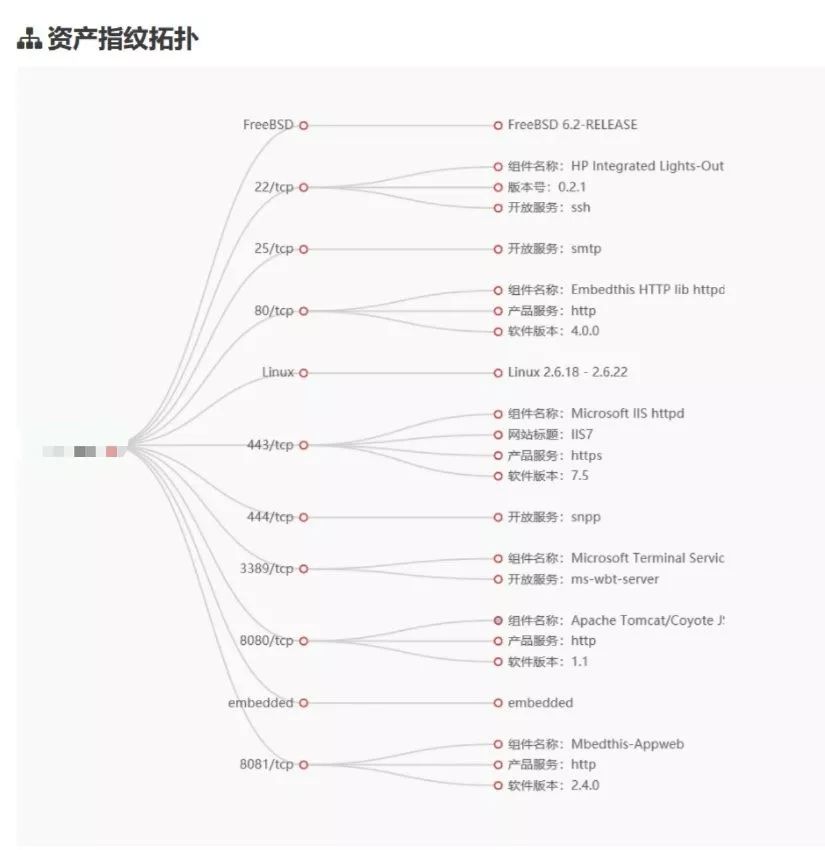 资产指纹拓扑
FreeBSD
FreeBSD 6.2-RELEASE
22/tcp
组件名称：HP Integrated Lights-Out
版本号：0.2.1
开放服务：ssh
25/tcp
开放服务：smtp
80/tcp
组件名称：Embedthis HTTP lib httpd
产品服务：http
软件版本：4.0.0
Linux
Linux 2.6.18 - 2.6.22
443/tcp
组件名称：Microsoft IIS httpd
网站标题：IIS7
产品服务：https
软件版本：7.5
444/tcp
开放服务：snpp
3389/tcp
组件名称：Microsoft Terminal Servic
开放服务：ms-wbt-server
8080/tcp
组件名称：Apache Tomcat/Coyote JS
产品服务：http
软件版本：1.1
embedded
embedded
8081/tcp
组件名称：Mbedthis-Appweb
产品服务：http
软件版本：2.4.0